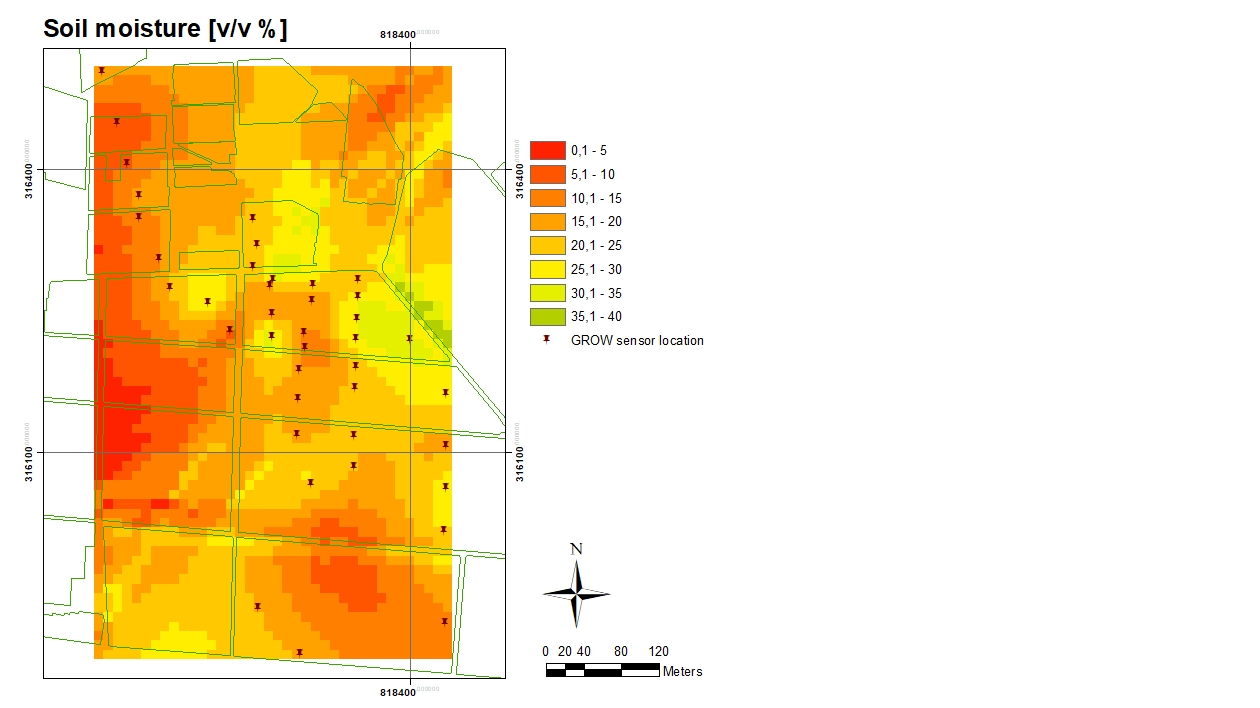 Soil moisture [v/v %]
818400
316400
316400
0,1 - 5
5,1 - 10
10,1 - 15
15,1 - 20
20,1 - 25
25,1 - 30
30,1 - 35
35,1 - 40
GROW sensor location
316100
316100
N
0 20 40 80 120
Meters
818400